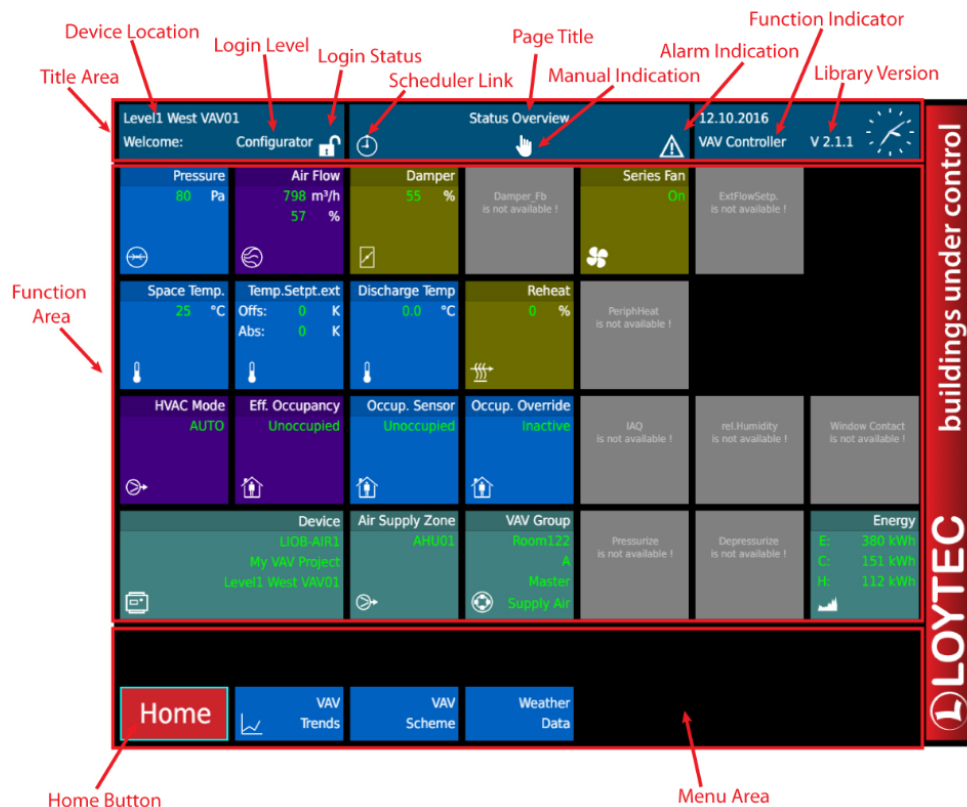 Function Indicator
Device Location
Page Title
Login Level
Alarm Indication
Login Status
Title Area
Scheduler Link
Manual Indication
Library Version
Level1 West VAV01
Status Overview
12.10.2016
Welcome:
Configurator
VAV Controller
V 2.1.1
Pressure
80 Pa
Air Flow
798 m³/h
57 %
Damper
55 %
Damper_Fb
is not available !
Series Fan
On
ExtFlowSetp.
is not available !
Function
Area
Space Temp.
25 °C
Temp.Setpt.ext
Offs: 0 K
Abs: 0 K
Discharge Temp
0.0 °C
Reheat
0 %
PeriphHeat
is not available !
HVAC Mode
AUTO
Eff. Occupancy
Unoccupied
Occup. Sensor
Unoccupied
Occup. Override
Inactive
IAQ
is not available !
rel.Humidity
is not available !
Window Contact
is not available !
Device
LIOB-AIR1
My VAV Project
Level1 West VAV01
Air Supply Zone
AHU01
VAV Group
Room122
A
Master
Supply Air
Pressurize
is not available !
Depressurize
is not available !
Energy
E: 380 kWh
C: 151 kWh
H: 112 kWh
Home
VAV
Trends
VAV
Scheme
Weather
Data
LOYTEC
buildings under control
Home Button
Menu Area